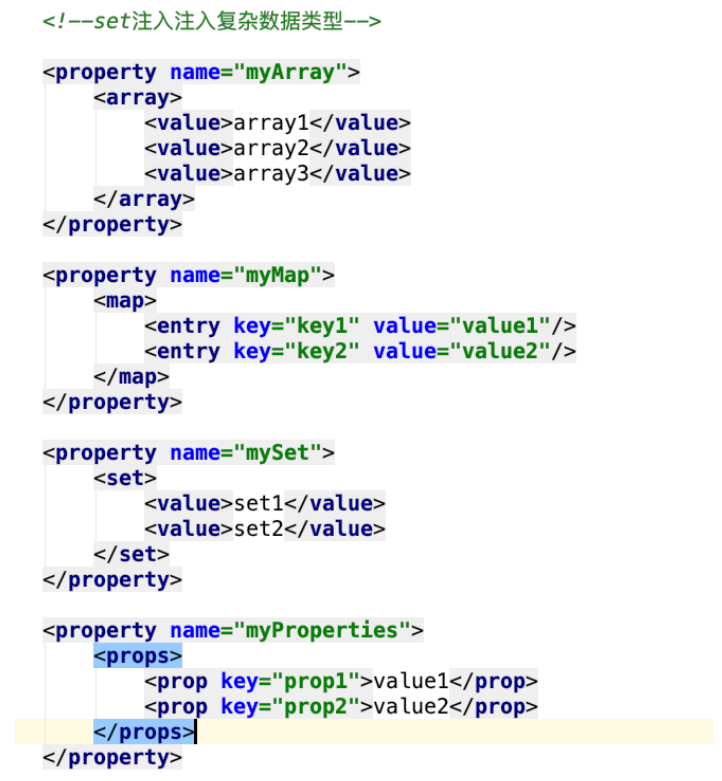 <!--set注入注入复杂数据类型-->
<property name="myArray">
<array>
<value>array1</value>
<value>array2</value>
<value>array3</value>
</array>
</property>
<property name="myMap">
<map>
<entry key="key1" value="value1"/>
<entry key="key2" value="value2"/>
</map>
</property>
<property name="mySet">
<set>
<value>set1</value>
<value>set2</value>
</set>
</property>
<property name="myProperties">
<props>
<prop key="prop1">value1</prop>
<prop key="prop2">value2</prop>
</props>
</property>